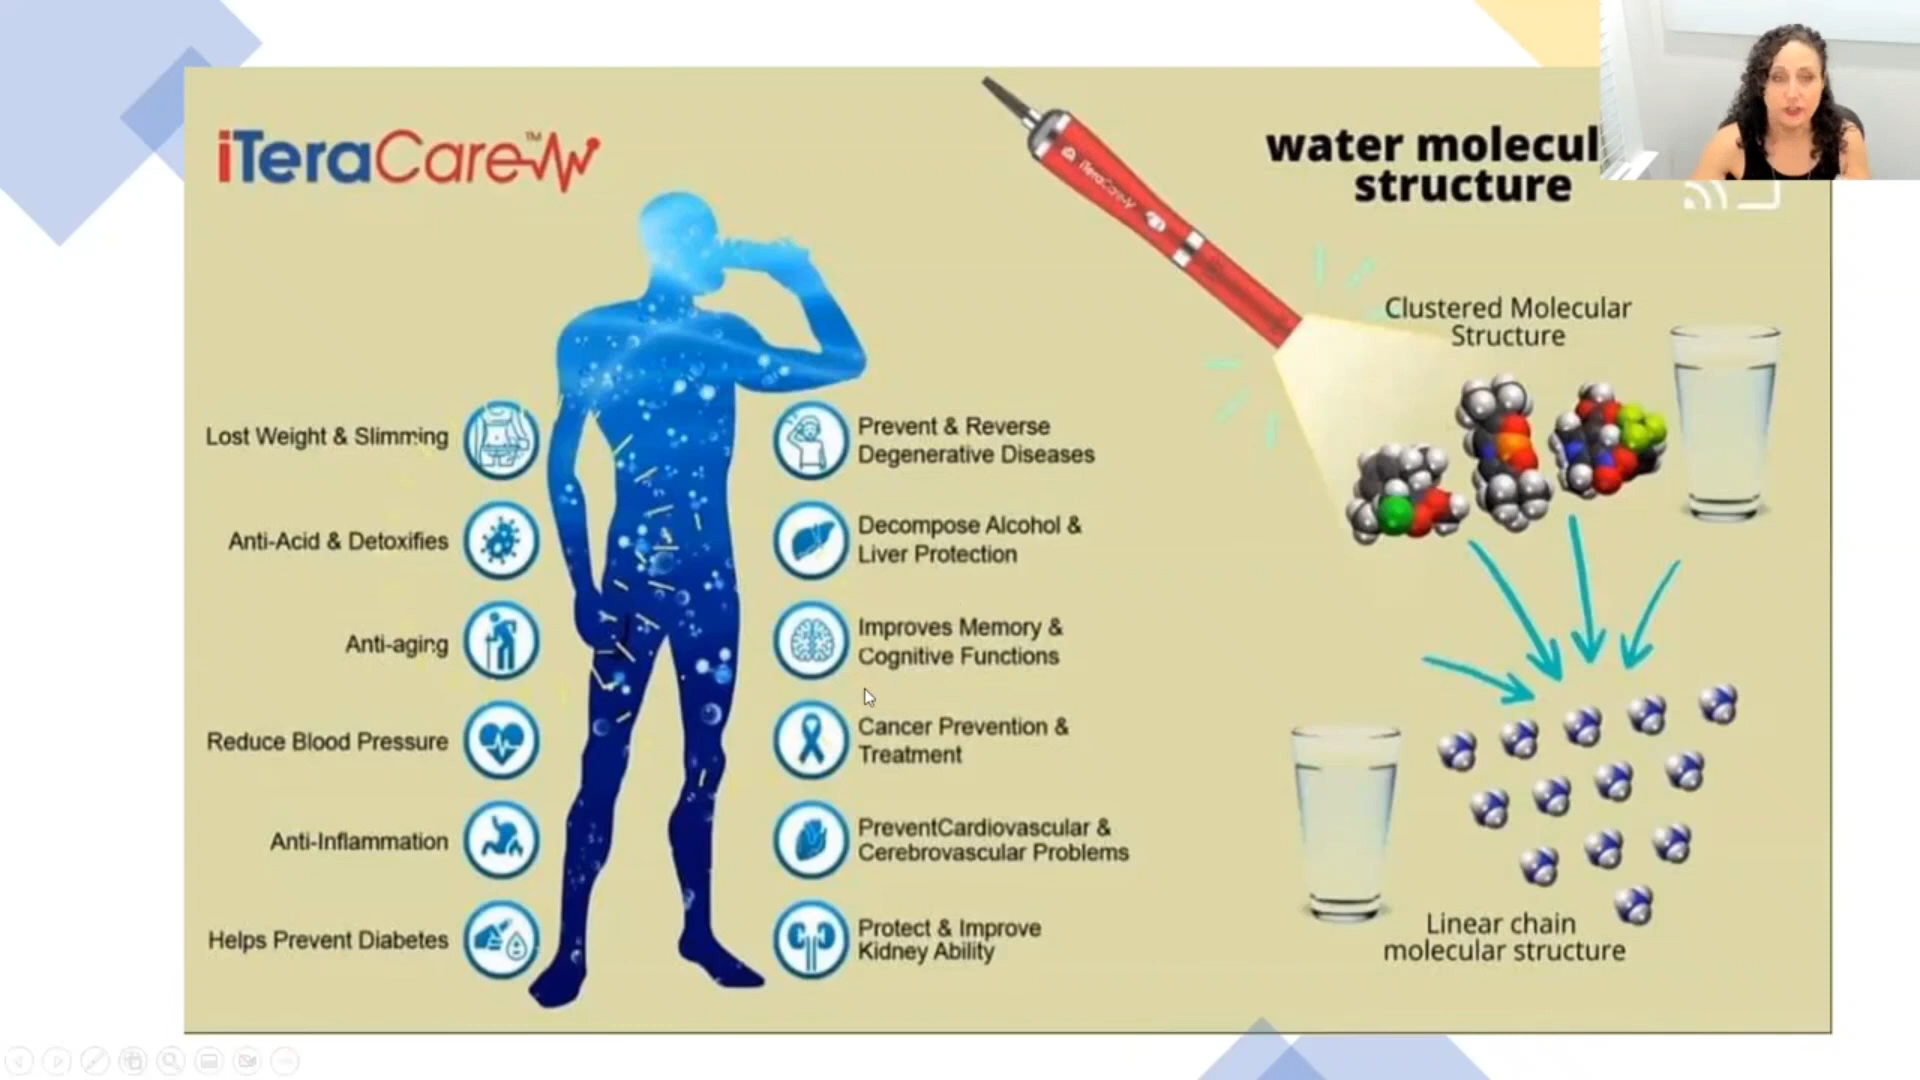 iTeraCare™
iTeraCare-V
water molecul
structure
Clustered Molecular
Structure
Lost Weight & Slimming
Anti-Acid & Detoxifies
Anti-aging
Reduce Blood Pressure
Anti-Inflammation
Helps Prevent Diabetes
Prevent & Reverse
Degenerative Diseases
Decompose Alcohol &
Liver Protection
Improves Memory &
Cognitive Functions
Cancer Prevention &
Treatment
PreventCardiovascular &
Cerebrovascular Problems
Protect & Improve
Kidney Ability
Linear chain
molecular structure